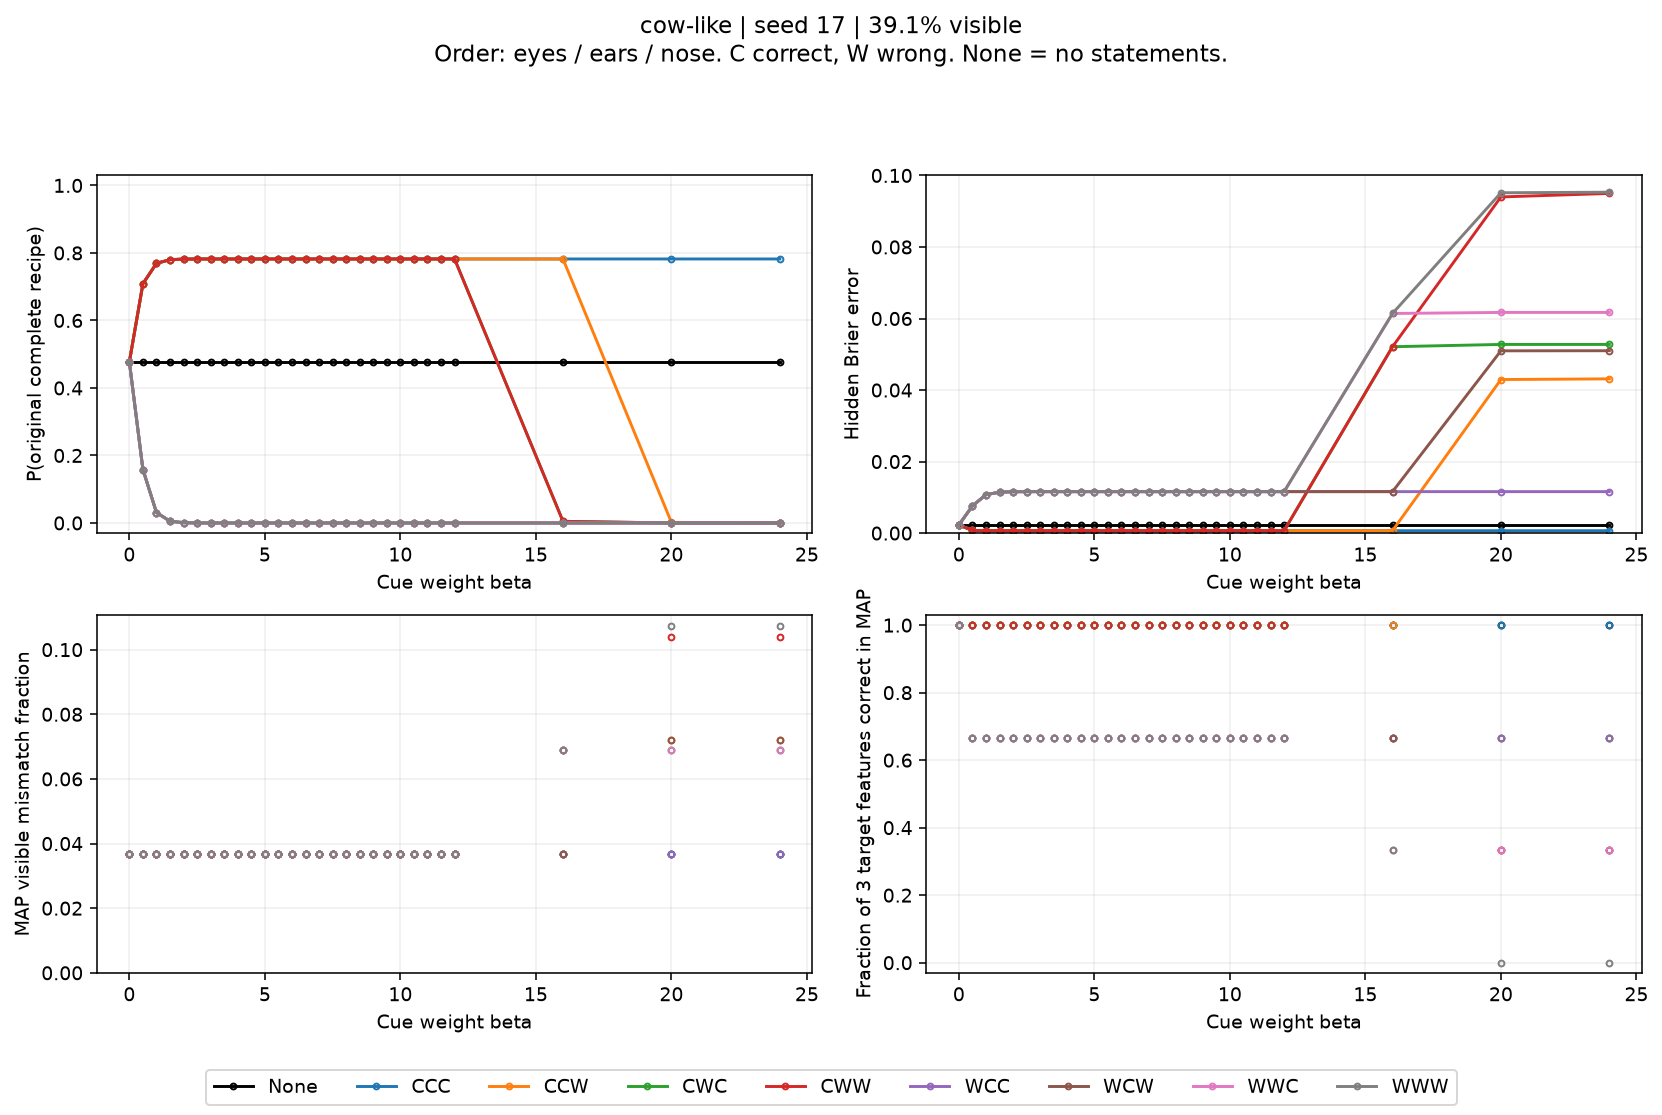 cow-like | seed 17 | 39.1% visible
Order: eyes / ears / nose. C correct, W wrong. None = no statements.
P(original complete recipe)
1.0
0.8
0.6
0.4
0.2
0.0
0 5 10 15 20 25
Cue weight beta
Hidden Brier error
0.10
0.08
0.06
0.04
0.02
0.00
0 5 10 15 20 25
Cue weight beta
MAP visible mismatch fraction
0.10
0.08
0.06
0.04
0.02
0.00
0 5 10 15 20 25
Cue weight beta
Fraction of 3 target features correct in MAP
1.0
0.8
0.6
0.4
0.2
0.0
0 5 10 15 20 25
Cue weight beta
None CCC CCW CWC CWW WCC WCW WWC WWW